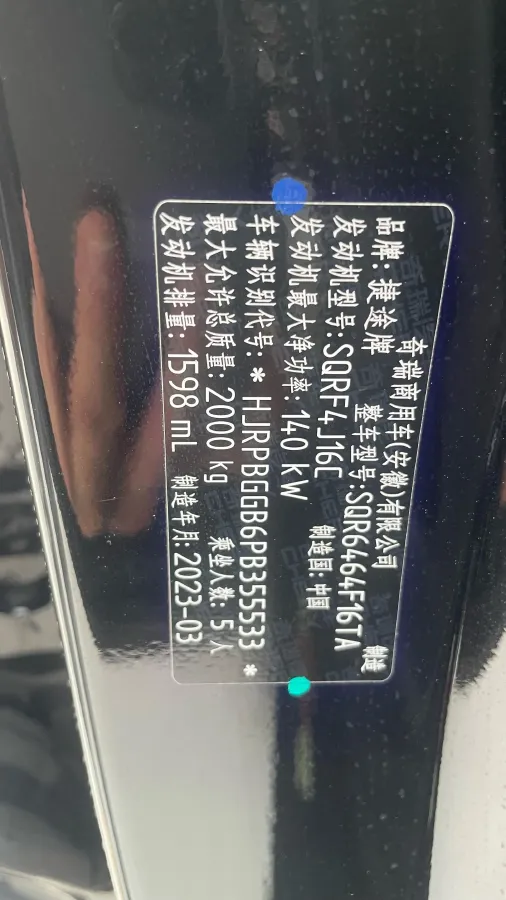 奇瑞商用车(安徽)有限公司 制造
品牌: 捷途牌 整车型号:SQR6464F16TA
发动机型号:SQRF4J16C 制造国:中国
发动机最大净功率: 140 kW
车辆识别代号: * HJRPBGGB6PB355533 *
最大允许总质量: 2000 kg 乘坐人数: 5 人
发动机排量: 1598 mL 制造年月: 2023-03